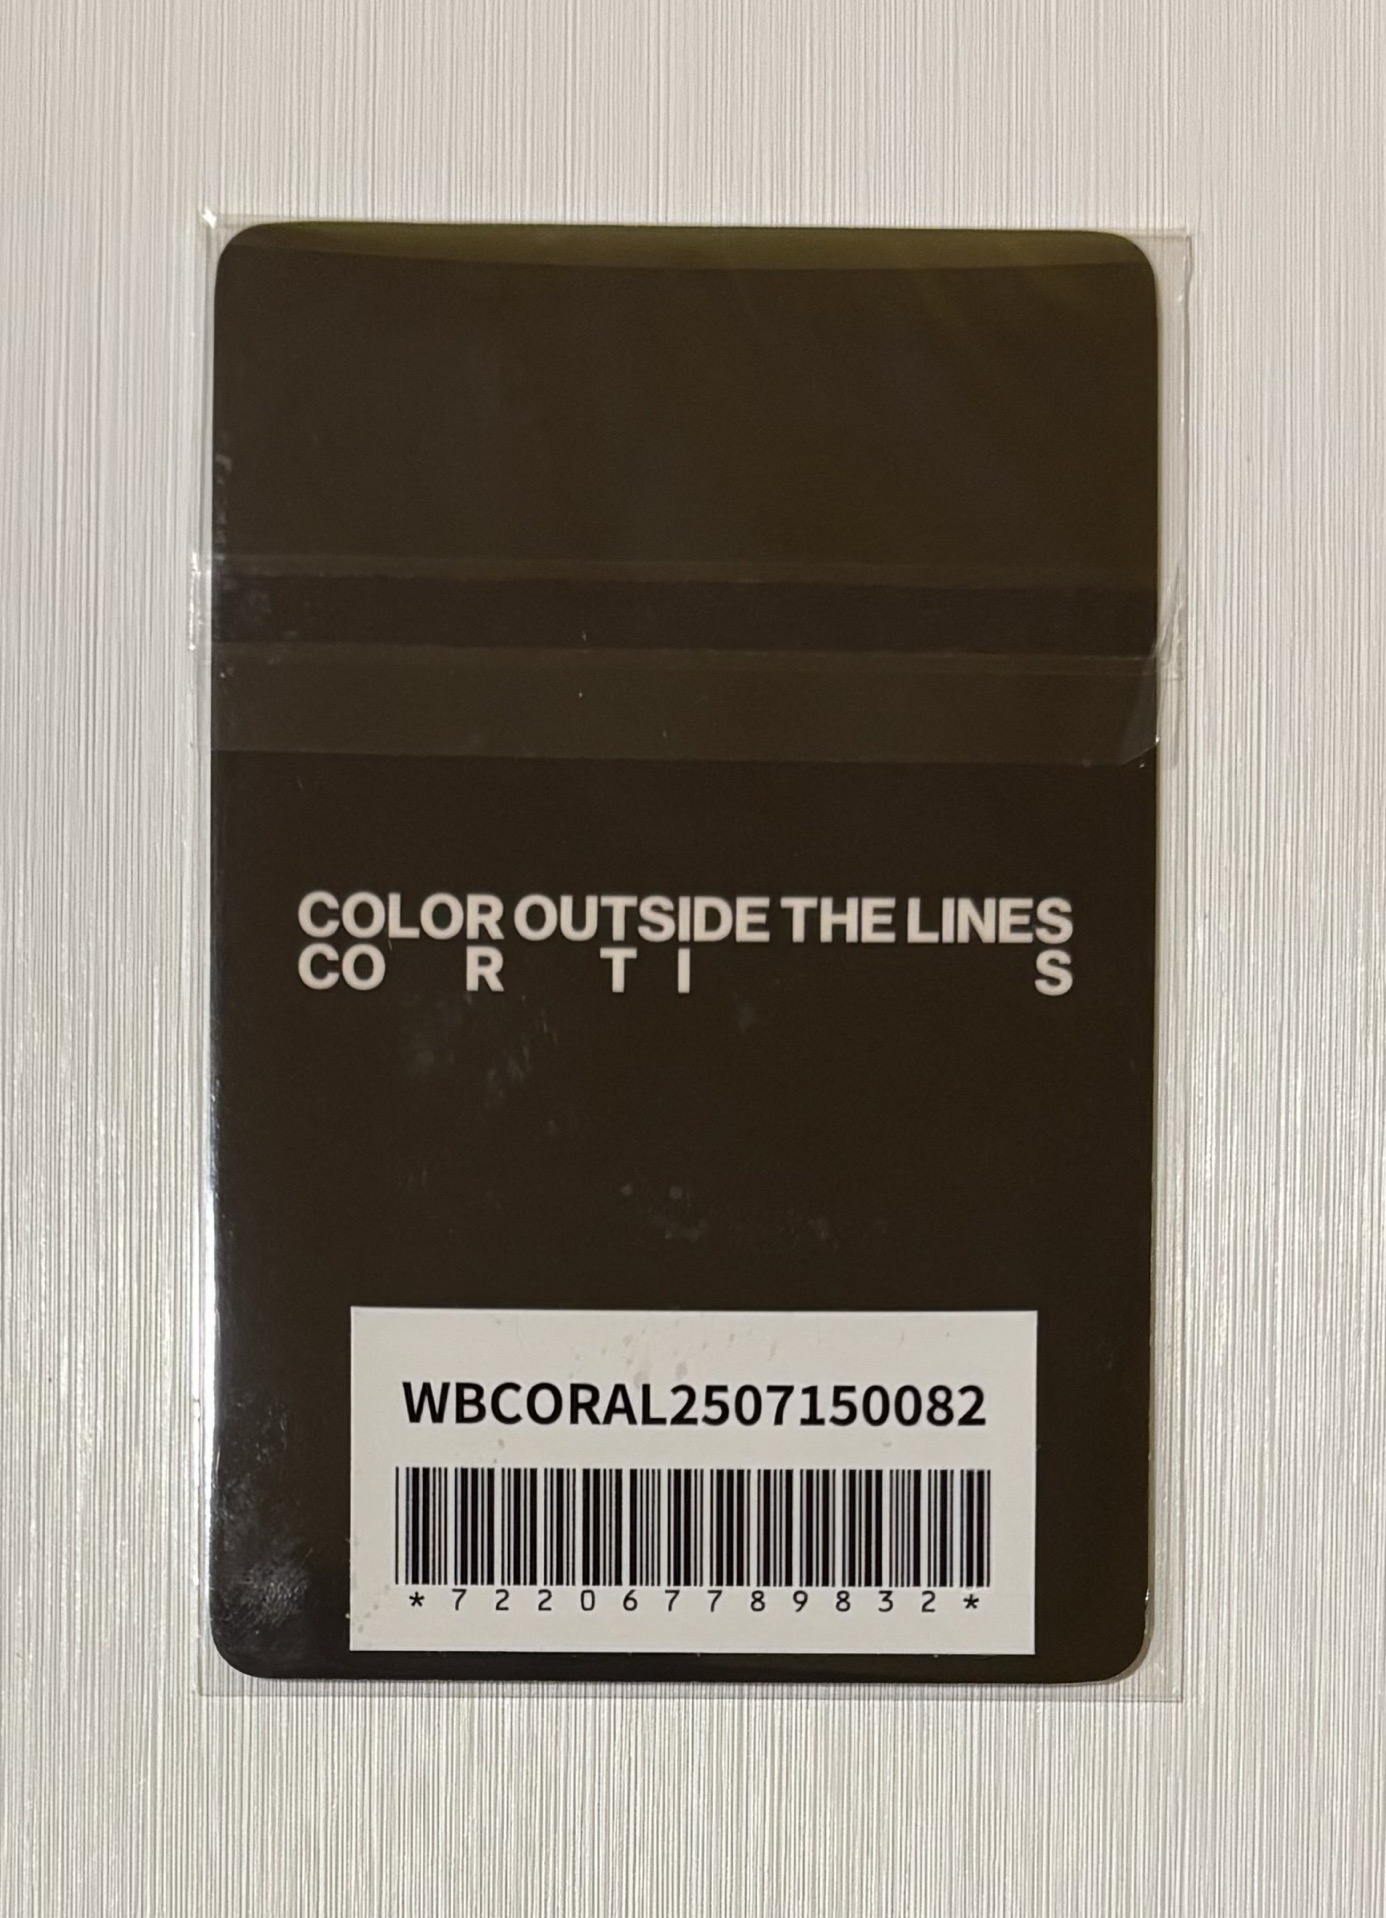 COLOR OUTSIDE THE LINES
CO R T I S
WBCORAL2507150082
*722067789832*